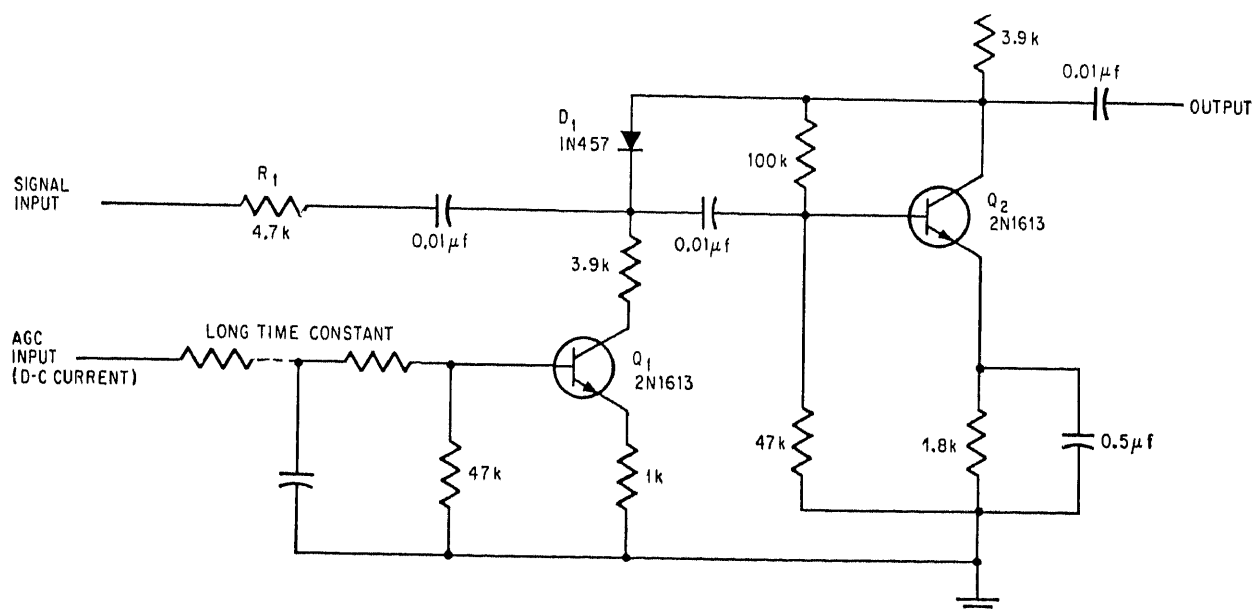 3.9k
0.01μf
OUTPUT
D1
IN457
100k
R1
SIGNAL
INPUT
4.7k
0.01μf
0.01μf
Q2
2N1613
3.9k
AGC
INPUT
(D-C CURRENT)
LONG TIME CONSTANT
Q1
2N1613
47k
1k
47k
1.8k
0.5μf